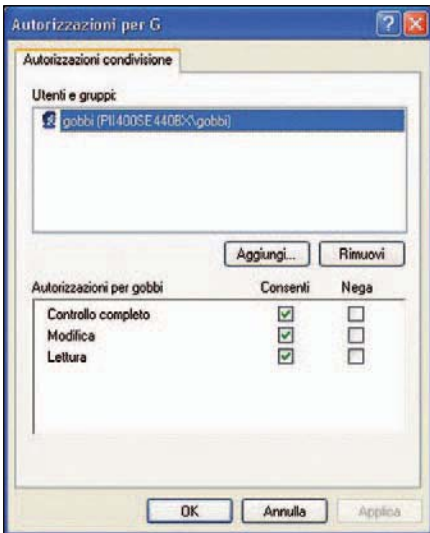 Autorizzazioni per G
Autorizzazioni condivisione
Utenti e gruppi:
gobbi (PII400SE440BX\gobbi)
Aggiungi... Rimuovi
Autorizzazioni per gobbi Consenti Nega
Controllo completo
Modifica
Lettura
OK Annulla Applica